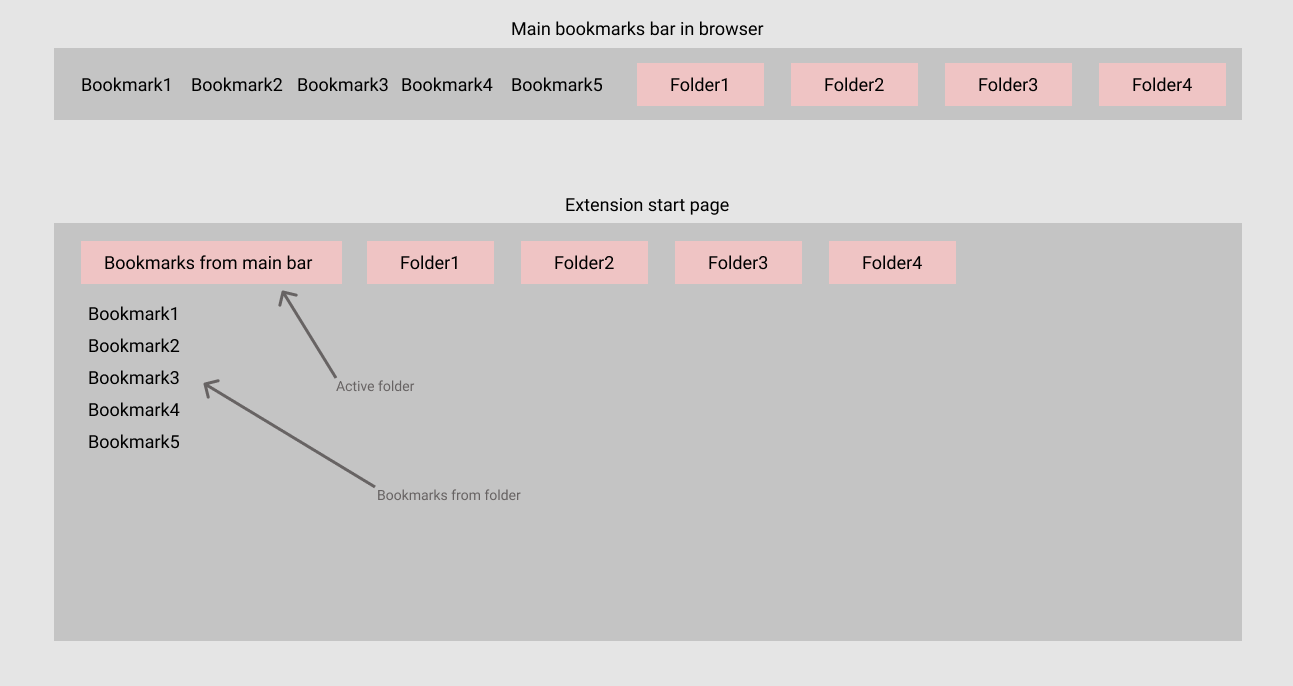 Main bookmarks bar in browser
Bookmark1 Bookmark2 Bookmark3 Bookmark4 Bookmark5 Folder1 Folder2 Folder3 Folder4
Extension start page
Bookmarks from main bar Folder1 Folder2 Folder3 Folder4
Bookmark1
Bookmark2
Bookmark3
Active folder
Bookmark4
Bookmark5
Bookmarks from folder